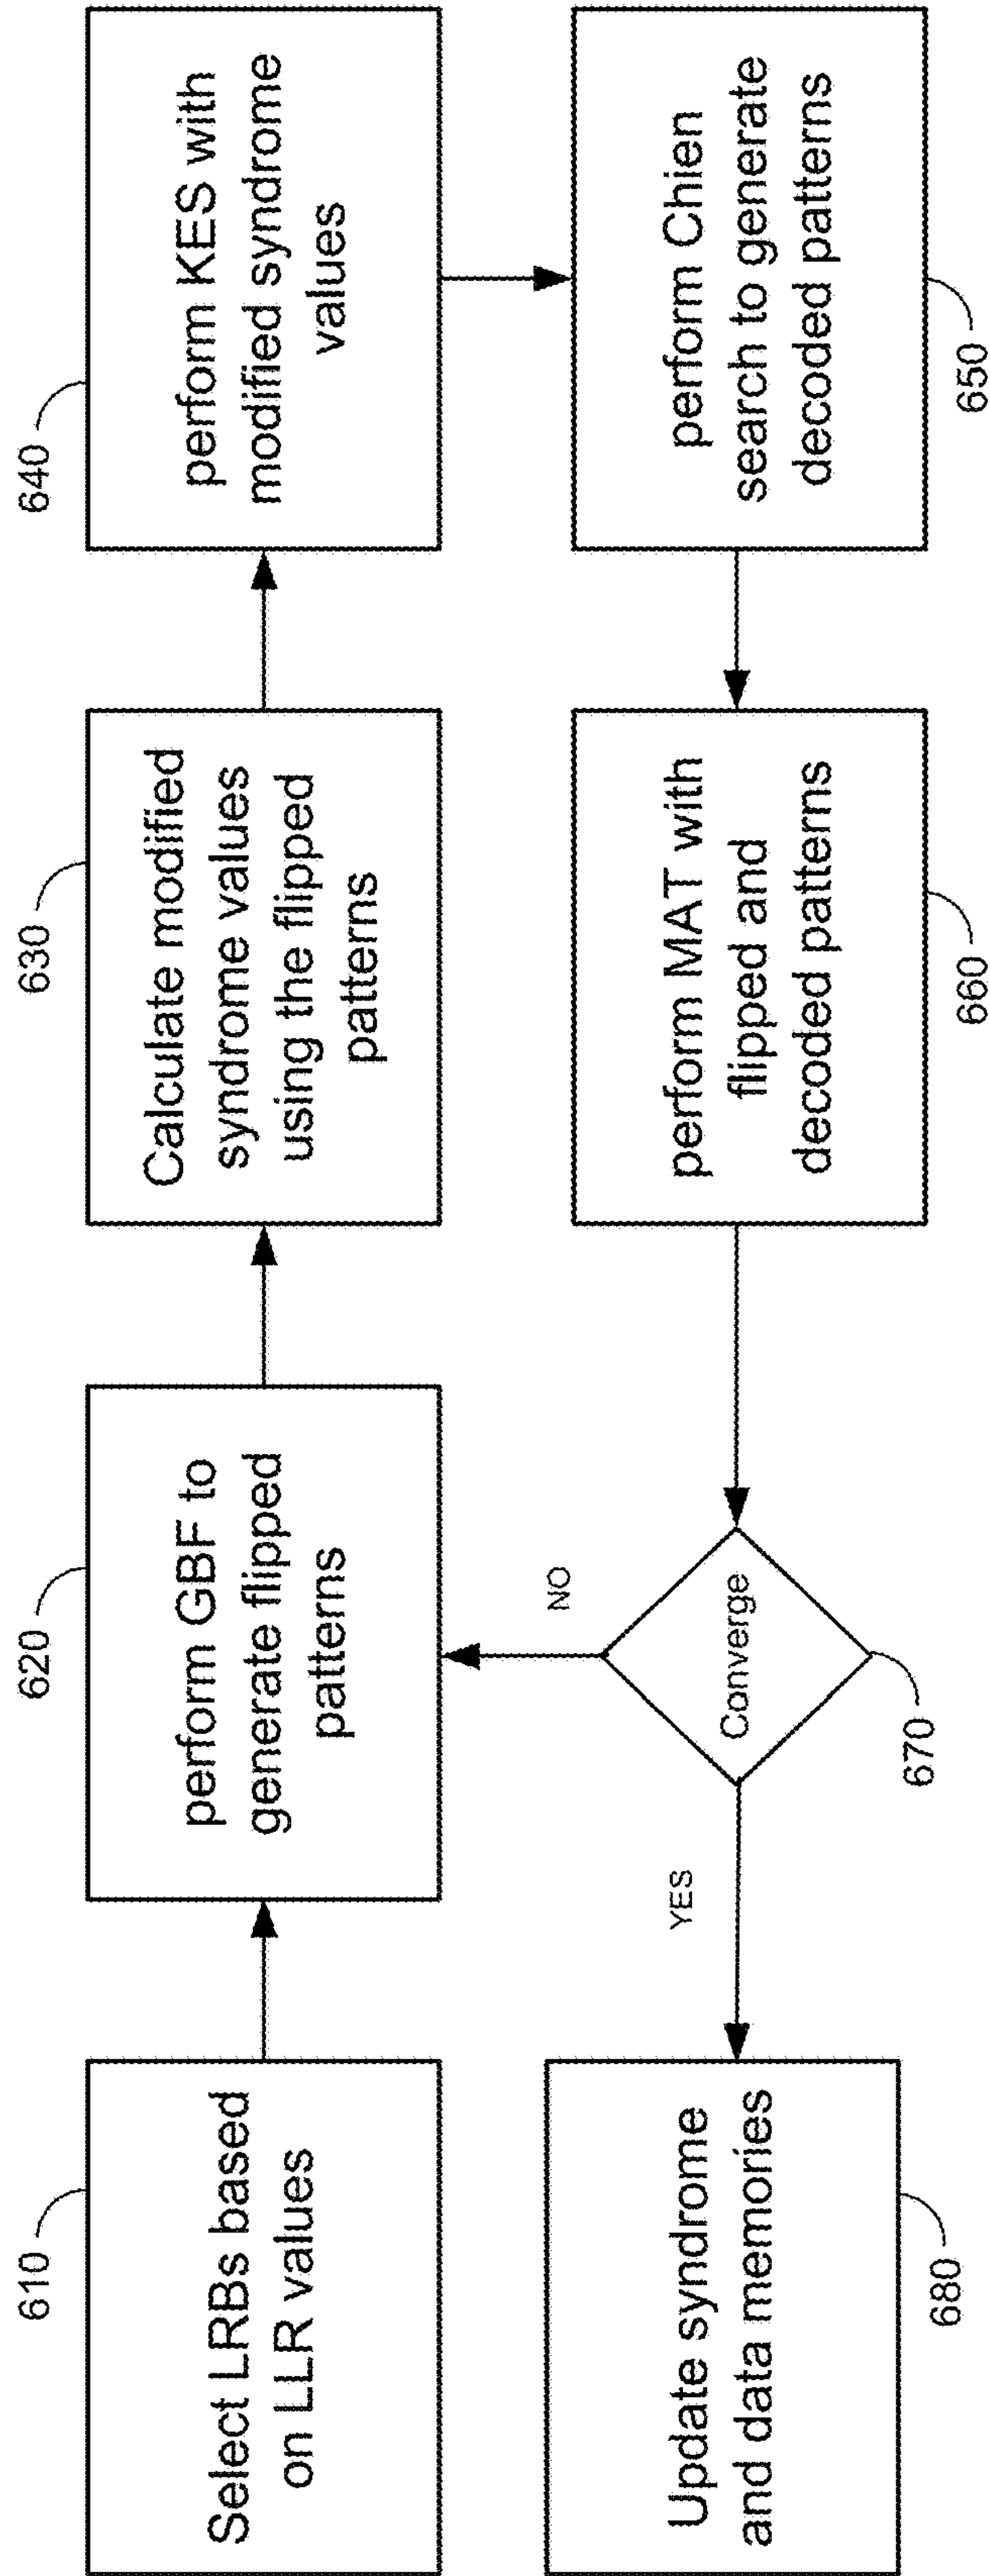 610
Select LRBs based
on LLR values
620
perform GBF to
generate flipped
patterns
630
Calculate modified
syndrome values
using the flipped
patterns
640
perform KES with
modified syndrome
values
650
perform Chien
search to generate
decoded patterns
660
perform MAT with
flipped and
decoded patterns
670
Converge
NO
YES
680
Update syndrome
and data memories